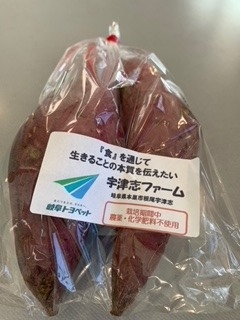 『食』を通じて
生きることの本質を伝えたい
宇津志ファーム
岐阜県本巣市根尾宇津志
岐阜トヨペット
栽培期間中
農薬・化学肥料不使用